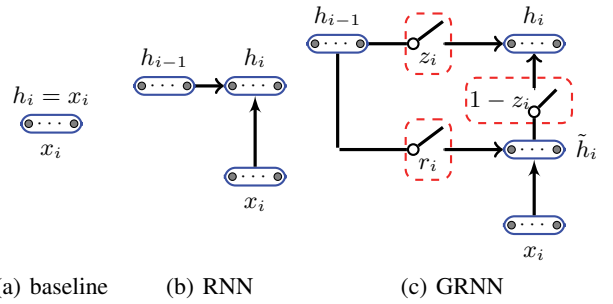 h_i = x_i
x_i
(a) baseline
h_{i−1}
h_i
x_i
(b) RNN
h_{i−1}
z_i
h_i
1 − z_i
r_i
h̃_i
x_i
(c) GRNN